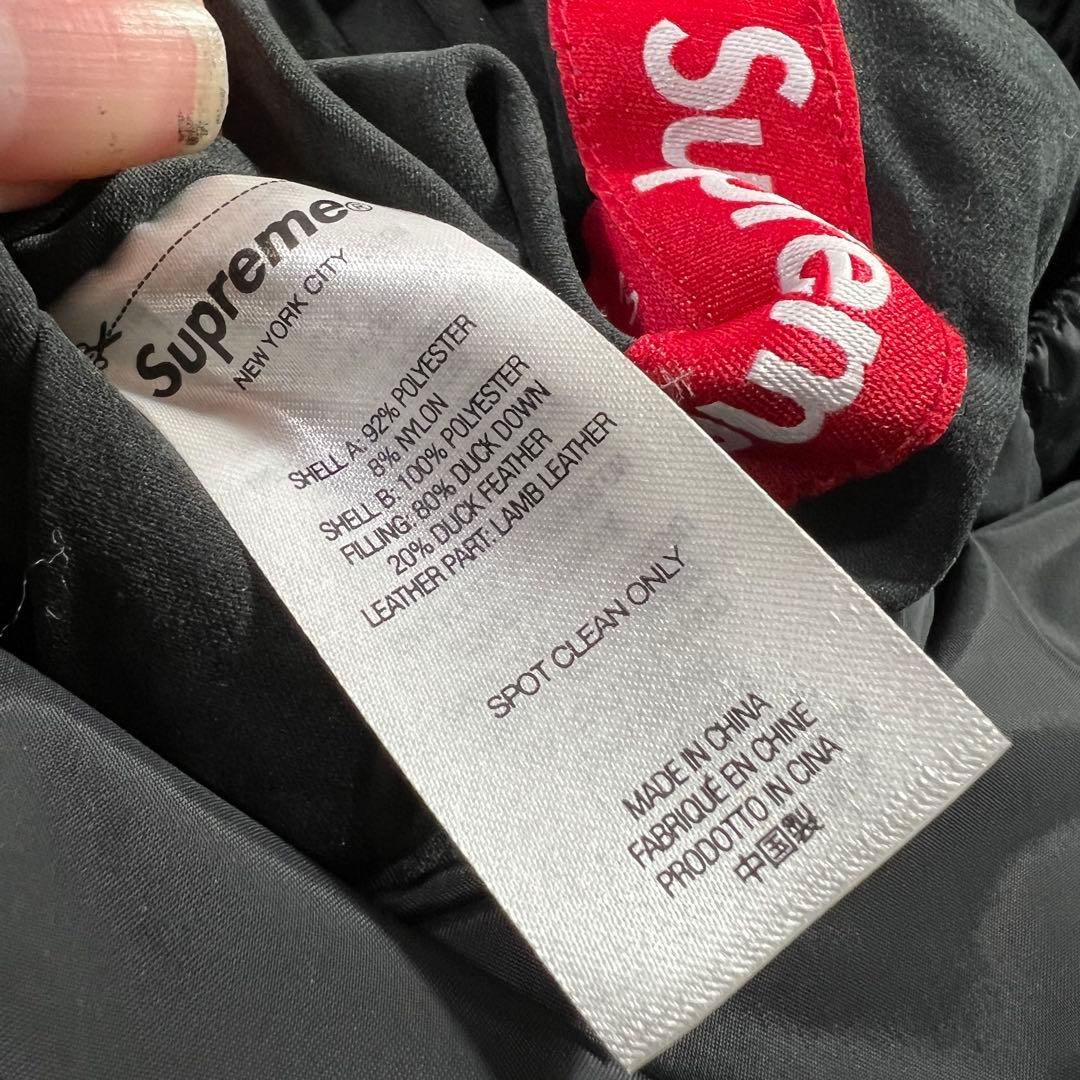 Supreme
Supreme®
NEW YORK CITY
SHELL A: 92% POLYESTER
8% NYLON
SHELL B: 100% POLYESTER
FILLING: 80% DUCK DOWN
20% DUCK FEATHER
LEATHER PART: LAMB LEATHER
SPOT CLEAN ONLY
MADE IN CHINA
FABRIQUÉ EN CHINE
PRODOTTO IN CINA
中国製